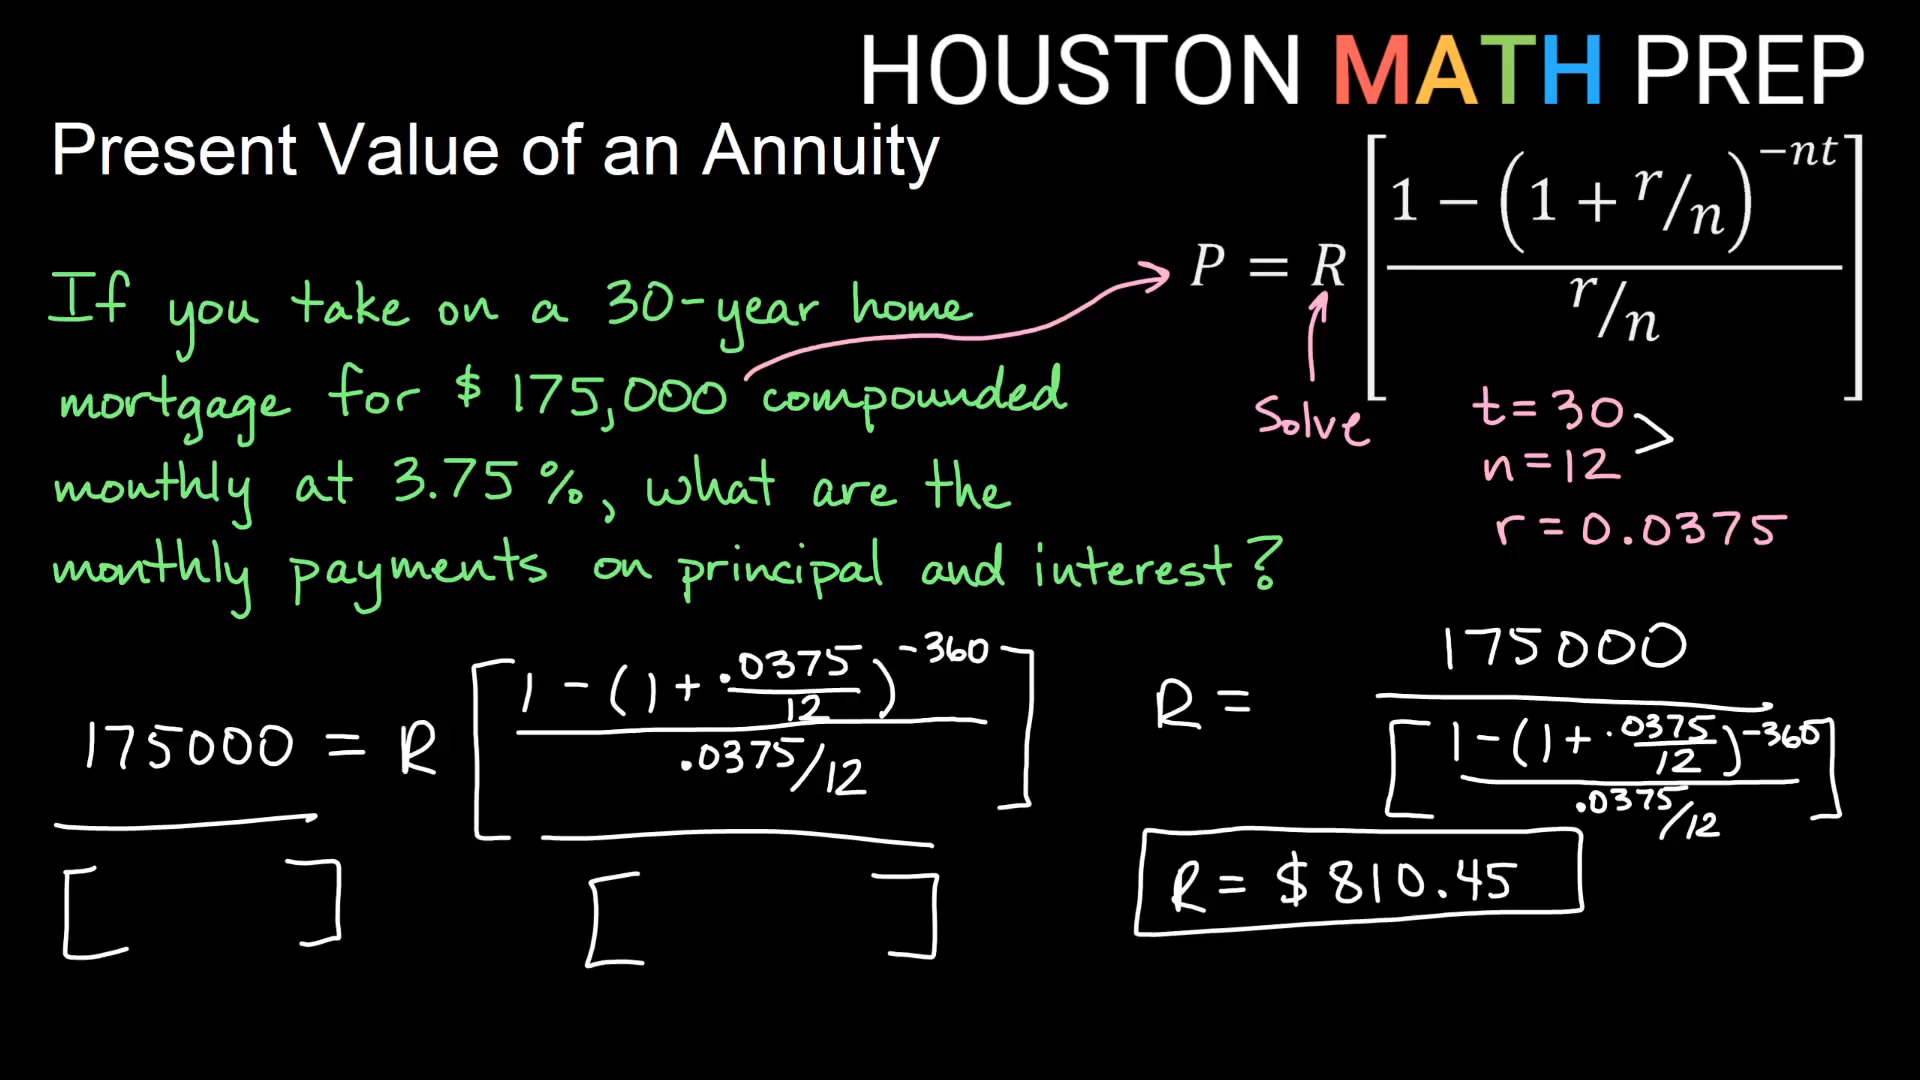 HOUSTON MATH PREP
Present Value of an Annuity
P = R [ 1 − (1 + r/n)^−nt / r/n ]
If you take on a 30-year home
mortgage for $175,000 compounded
monthly at 3.75%, what are the
monthly payments on principal and interest?
Solve
t = 30
n = 12
r = 0.0375
175000 = R [ 1 − (1 + .0375/12)^−360 / .0375/12 ]
[ ] [ ]
R = 175000 / [ 1 − (1 + .0375/12)^−360 / .0375/12 ]
R = $810.45